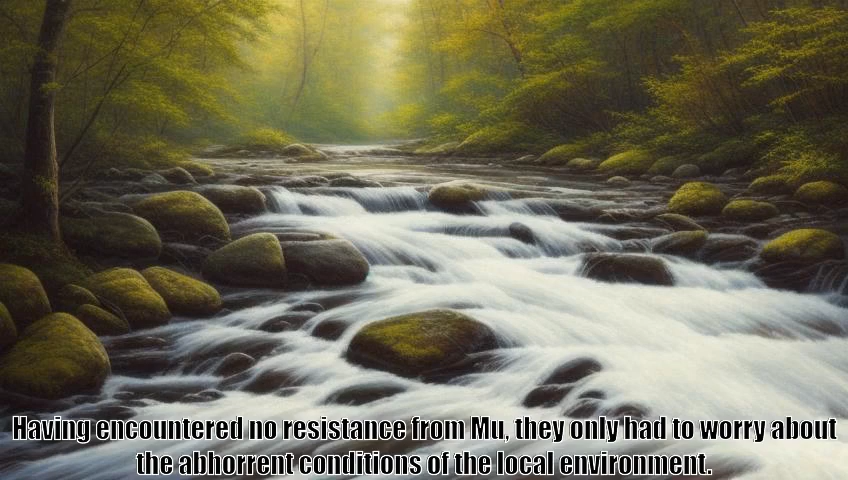 Having encountered no resistance from Mu, they only had to worry about
the abhorrent conditions of the local environment.